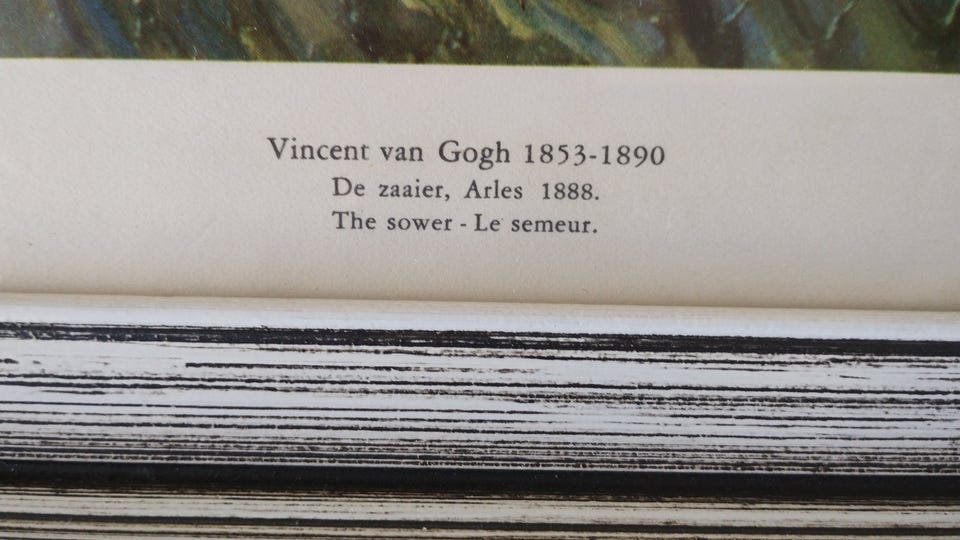 Vincent van Gogh 1853-1890
De zaaier, Arles 1888.
The sower - Le semeur.